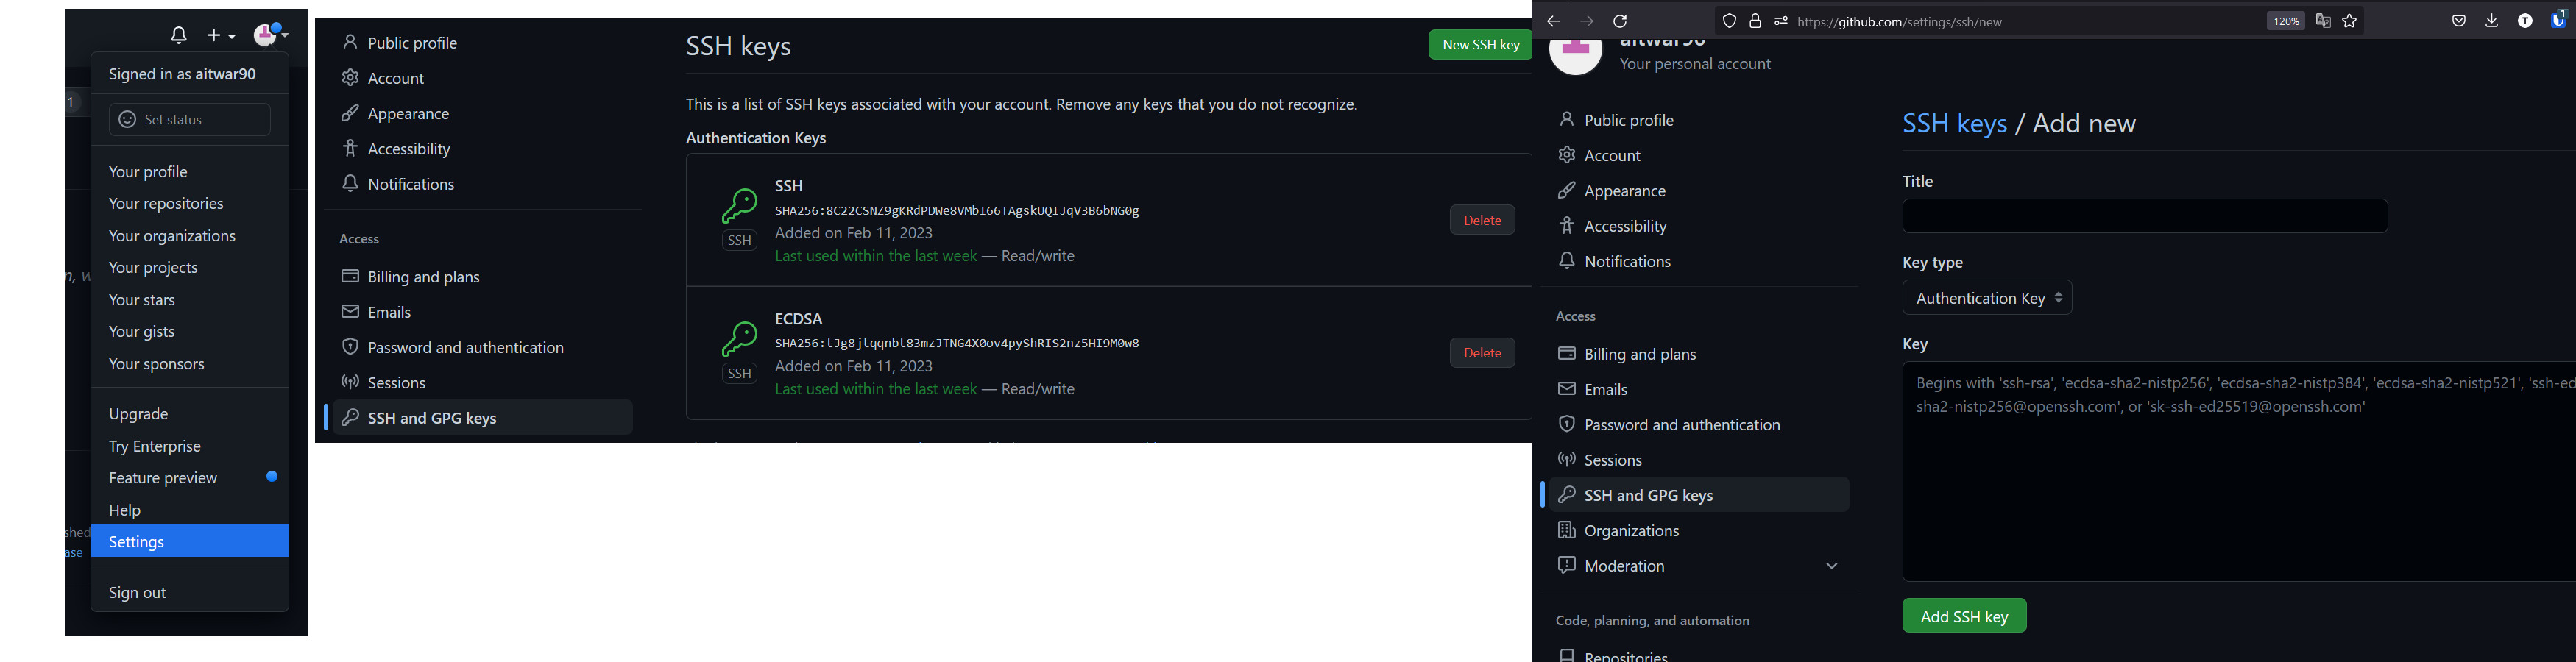 Signed in as aitwar90
1
Set status
Your profile
Your repositories
Your organizations
n, w
Your projects
Your stars
Your gists
Your sponsors
Upgrade
Try Enterprise
Feature preview
Help
shed
Settings
ase
Sign out
Public profile
Account
Appearance
Accessibility
Notifications
Access
Billing and plans
Emails
Password and authentication
Sessions
SSH and GPG keys
SSH keys
New SSH key
This is a list of SSH keys associated with your account. Remove any keys that you do not recognize.
Authentication Keys
SSH
SHA256:8C22CSNZ9gKRdPDWe8VMbI66TAgskUQIJqV3B6bNG0g
Added on Feb 11, 2023
SSH
Last used within the last week — Read/write
Delete
ECDSA
SHA256:tJg8jtqqnbt83mzJTNG4X0ov4pyShRIS2nz5HI9M0w8
Added on Feb 11, 2023
SSH
Last used within the last week — Read/write
Delete
https://github.com/settings/ssh/new
120%
T
1
aitwar90
Your personal account
Public profile
Account
Appearance
Accessibility
Notifications
Access
Billing and plans
Emails
Password and authentication
Sessions
SSH and GPG keys
Organizations
Moderation
Code, planning, and automation
Repositories
SSH keys / Add new
Title
Key type
Authentication Key
Key
Begins with 'ssh-rsa', 'ecdsa-sha2-nistp256', 'ecdsa-sha2-nistp384', 'ecdsa-sha2-nistp521', 'ssh-ed
sha2-nistp256@openssh.com', or 'sk-ssh-ed25519@openssh.com'
Add SSH key